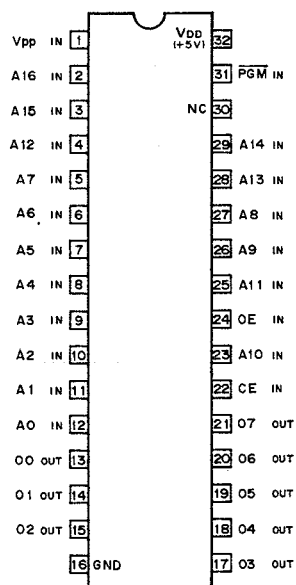 Vpp IN 1 VDD (+5V) 32
A16 IN 2 31 PGM IN
A15 IN 3 NC 30
A12 IN 4 29 A14 IN
A7 IN 5 28 A13 IN
A6 IN 6 27 A8 IN
A5 IN 7 26 A9 IN
A4 IN 8 25 A11 IN
A3 IN 9 24 OE IN
A2 IN 10 23 A10 IN
A1 IN 11 22 CE IN
A0 IN 12 21 O7 OUT
O0 OUT 13 20 O6 OUT
O1 OUT 14 19 O5 OUT
O2 OUT 15 18 O4 OUT
16 GND 17 O3 OUT